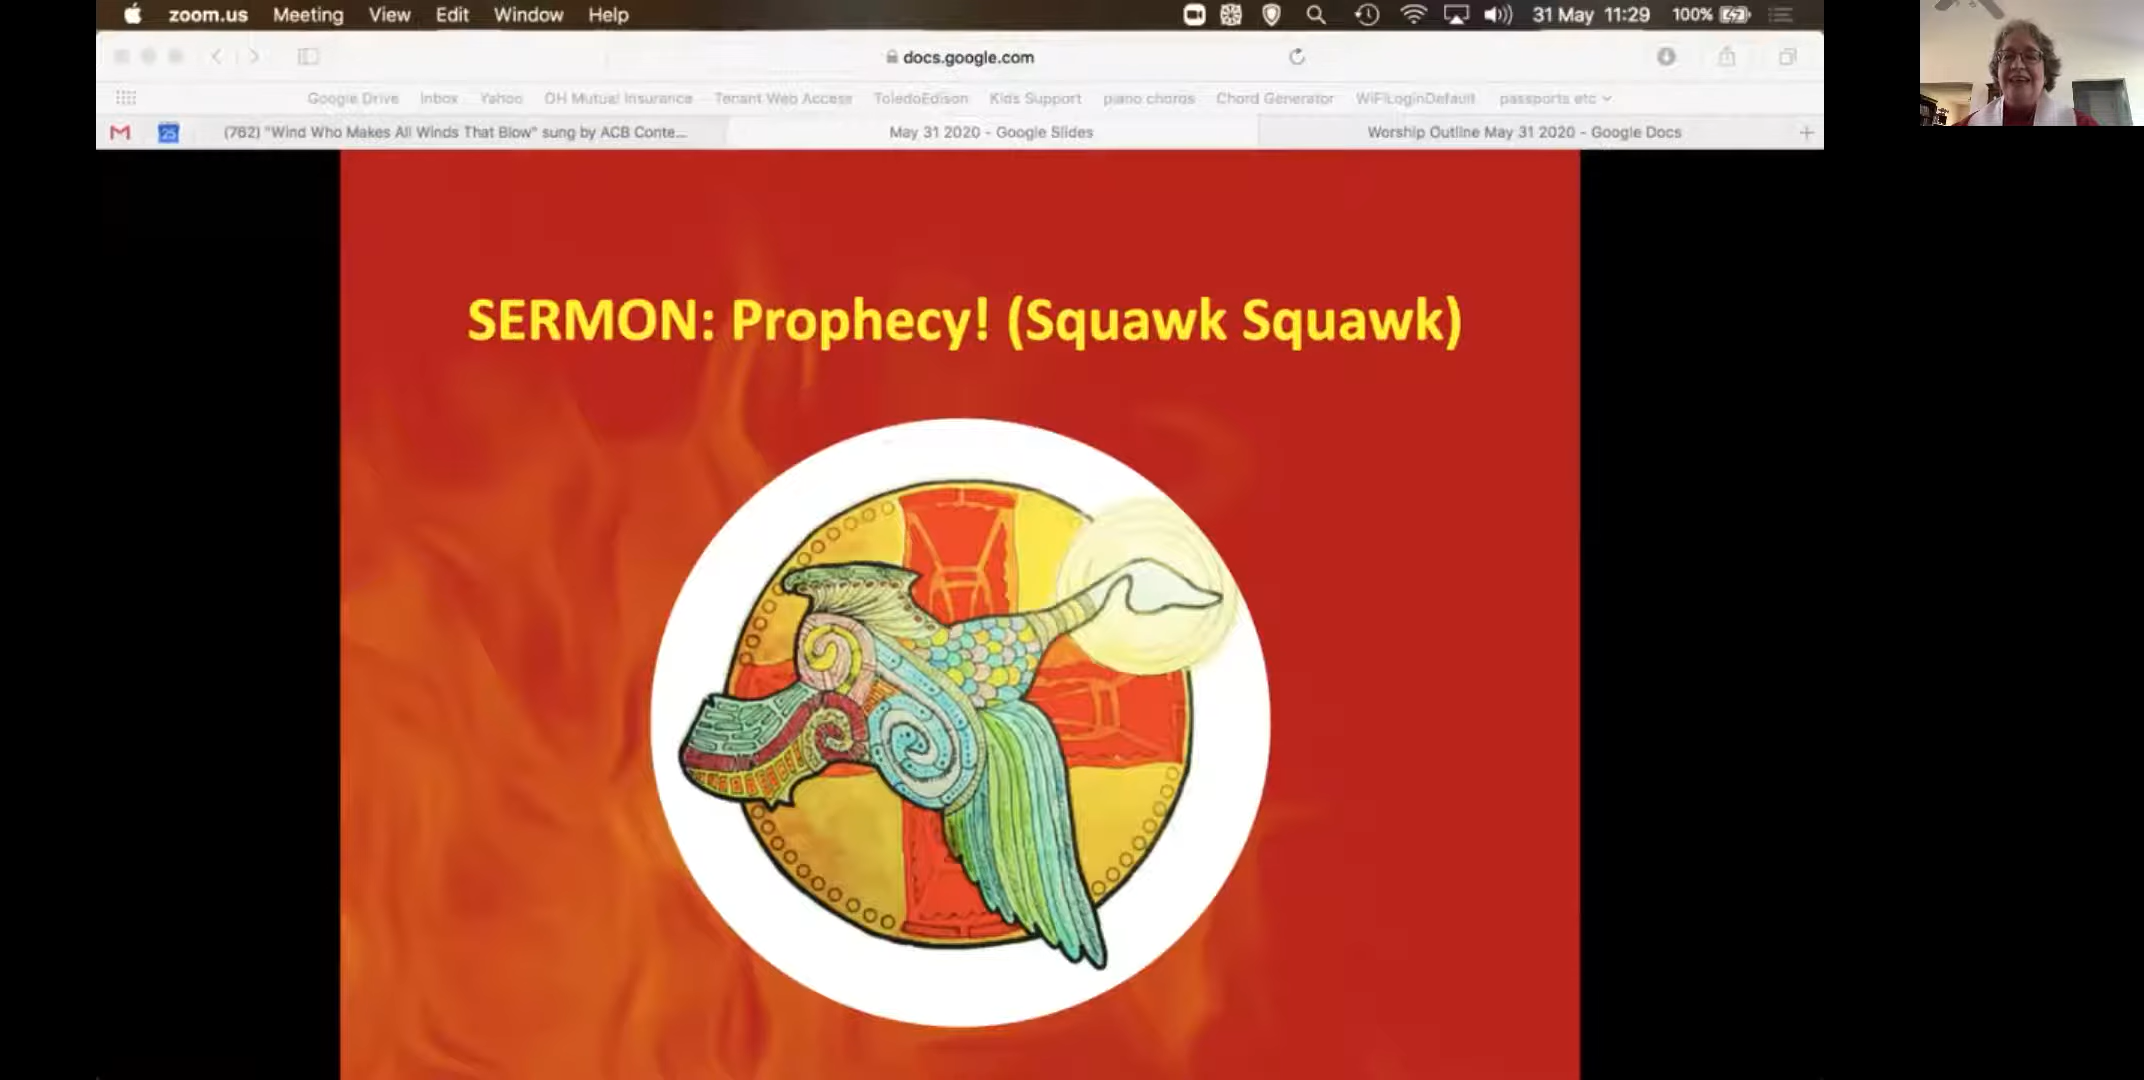 zoom.us Meeting View Edit Window Help 31 May 11:29 100%
docs.google.com
Google Drive Inbox Yahoo OH Mutual Insurance Tenant Web Access ToledoEdison Kids Support piano chords Chord Generator WiFiLoginDefault passports etc
25 (782) "Wind Who Makes All Winds That Blow" sung by ACB Conte... May 31 2020 - Google Slides Worship Outline May 31 2020 - Google Docs
SERMON: Prophecy! (Squawk Squawk)